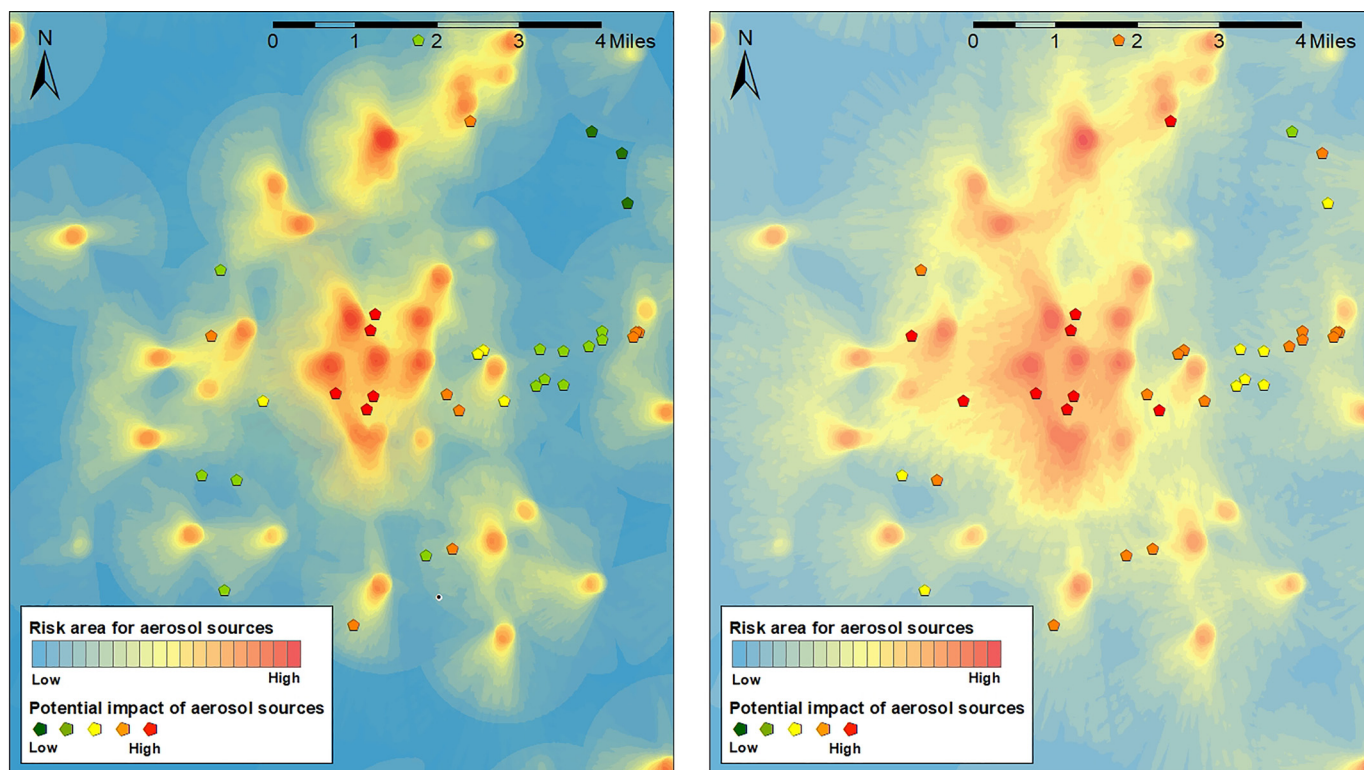 N
0 1 2 3 4 Miles
Risk area for aerosol sources
Low High
Potential impact of aerosol sources
Low High
N
0 1 2 3 4 Miles
Risk area for aerosol sources
Low High
Potential impact of aerosol sources
Low High